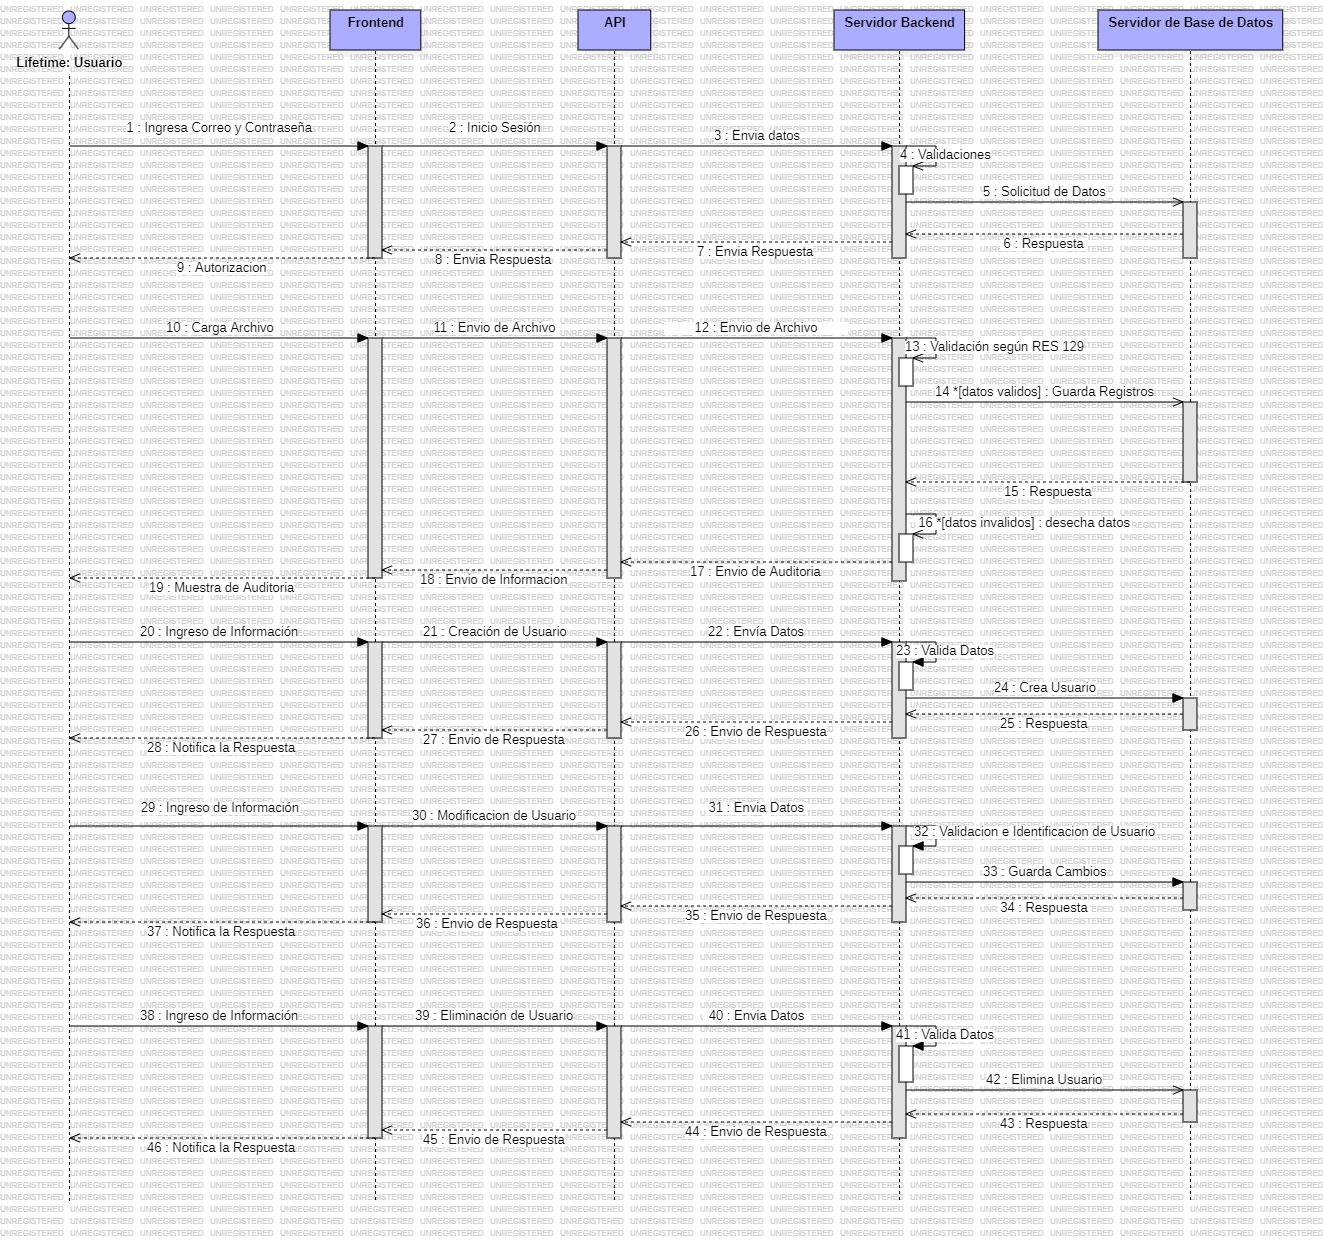 Frontend
API
Servidor Backend
Servidor de Base de Datos
Lifetime: Usuario
1 : Ingresa Correo y Contraseña
2 : Inicio Sesión
3 : Envia datos
4 : Validaciones
5 : Solicitud de Datos
6 : Respuesta
7 : Envia Respuesta
8 : Envia Respuesta
9 : Autorizacion
10 : Carga Archivo
11 : Envio de Archivo
12 : Envio de Archivo
13 : Validación según RES 129
14 *[datos validos] : Guarda Registros
15 : Respuesta
16 *[datos invalidos] : desecha datos
17 : Envio de Auditoria
18 : Envio de Informacion
19 : Muestra de Auditoria
20 : Ingreso de Información
21 : Creación de Usuario
22 : Envía Datos
23 : Valida Datos
24 : Crea Usuario
25 : Respuesta
26 : Envio de Respuesta
27 : Envio de Respuesta
28 : Notifica la Respuesta
29 : Ingreso de Información
30 : Modificacion de Usuario
31 : Envia Datos
32 : Validacion e Identificacion de Usuario
33 : Guarda Cambios
34 : Respuesta
35 : Envio de Respuesta
36 : Envio de Respuesta
37 : Notifica la Respuesta
38 : Ingreso de Información
39 : Eliminación de Usuario
40 : Envia Datos
41 : Valida Datos
42 : Elimina Usuario
43 : Respuesta
44 : Envio de Respuesta
45 : Envio de Respuesta
46 : Notifica la Respuesta
UNREGISTERED